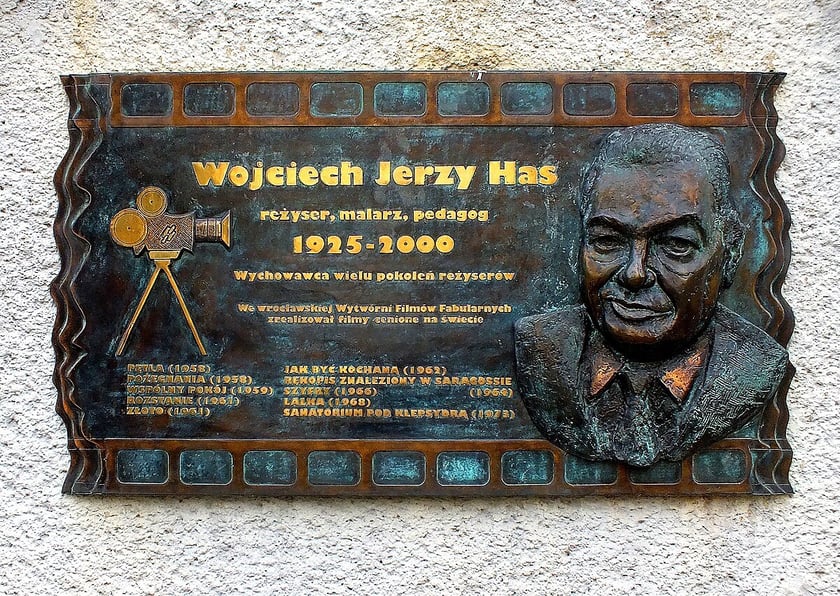 Wojciech Jerzy Has
reżyser, malarz, pedagog
1925-2000
Wychowawca wielu pokoleń reżyserów
We wrocławskiej Wytwórni Filmów Fabularnych
zrealizował filmy cenione na świecie
PĘTLA (1958)
POŻEGNANIA (1958)
WSPÓLNY POKÓJ (1959)
ROZSTANIE (1961)
ZŁOTO (1961)
JAK BYĆ KOCHANĄ (1962)
RĘKOPIS ZNALEZIONY W SARAGOSSIE
(1964)
SZYFRY (1966)
LALKA (1968)
SANATORIUM POD KLEPSYDRĄ (1973)